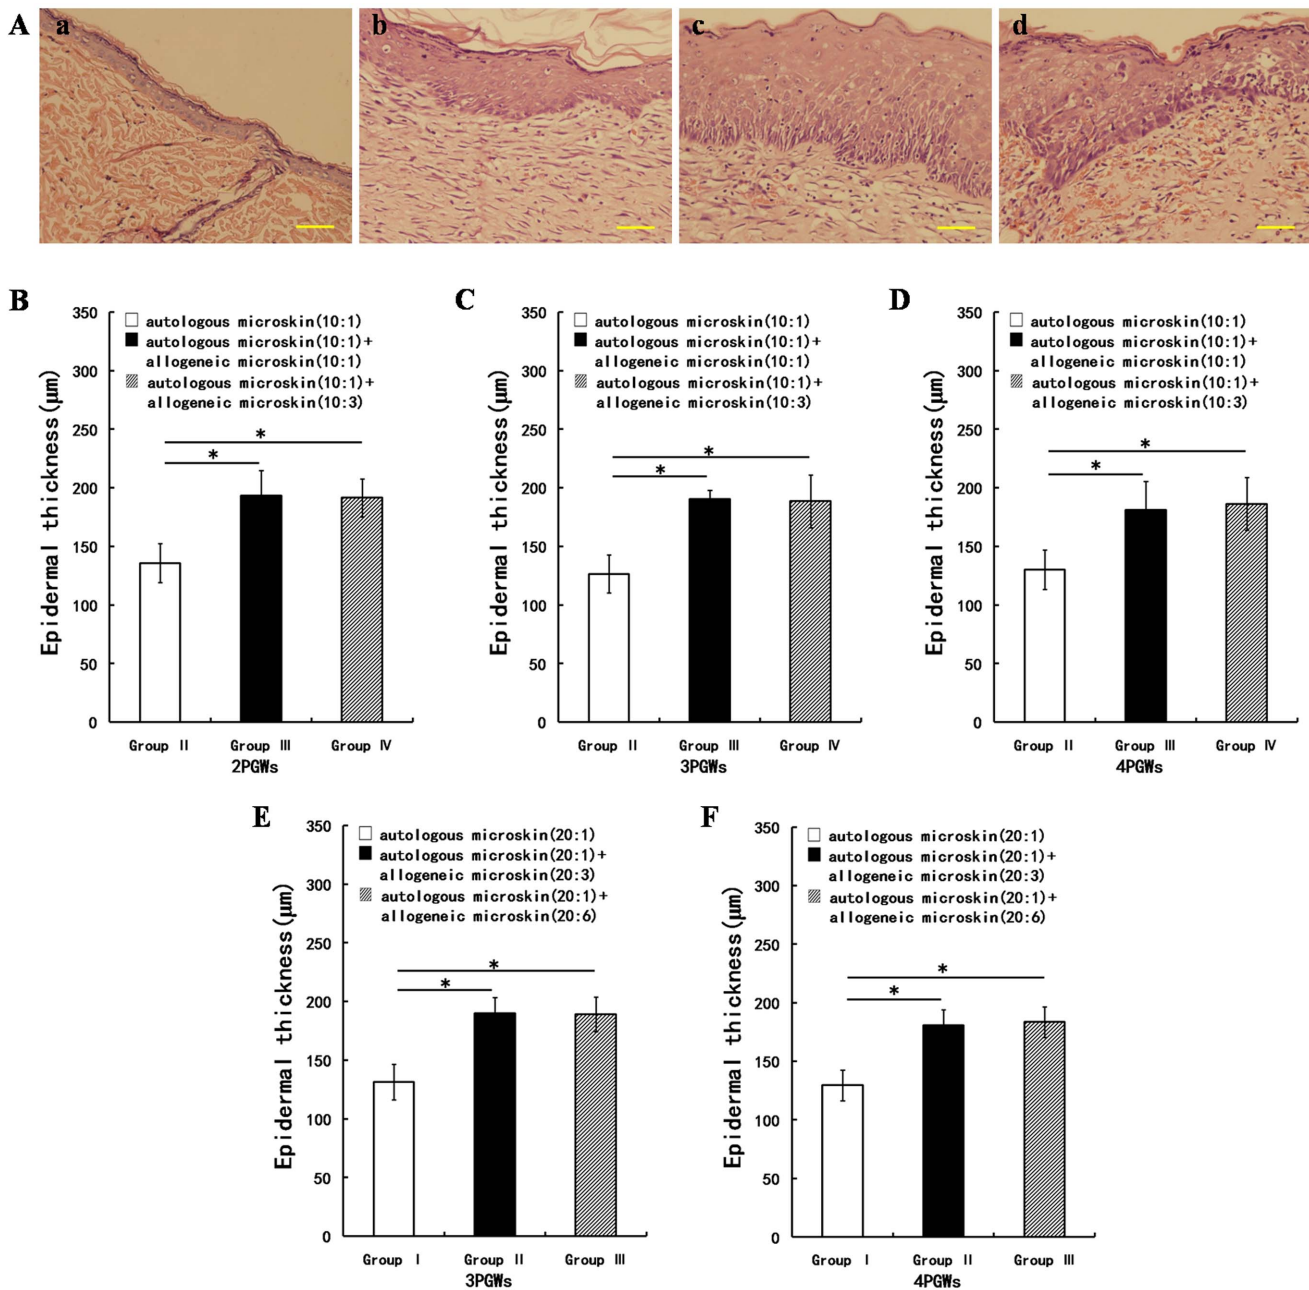 A
a
b
c
d
B
350
300
250
200
150
100
50
0
Epidermal thickness(μm)
autologous microskin(10:1)
autologous microskin(10:1)+
allogeneic microskin(10:1)
autologous microskin(10:1)+
allogeneic microskin(10:3)
*
*
Group II
Group III
Group IV
2PGWs
C
350
300
250
200
150
100
50
0
Epidermal thickness(μm)
autologous microskin(10:1)
autologous microskin(10:1)+
allogeneic microskin(10:1)
autologous microskin(10:1)+
allogeneic microskin(10:3)
*
*
Group II
Group III
Group IV
3PGWs
D
350
300
250
200
150
100
50
0
Epidermal thickness(μm)
autologous microskin(10:1)
autologous microskin(10:1)+
allogeneic microskin(10:1)
autologous microskin(10:1)+
allogeneic microskin(10:3)
*
*
Group II
Group III
Group IV
4PGWs
E
350
300
250
200
150
100
50
0
Epidermal thickness(μm)
autologous microskin(20:1)
autologous microskin(20:1)+
allogeneic microskin(20:3)
autologous microskin(20:1)+
allogeneic microskin(20:6)
*
*
Group I
Group II
Group III
3PGWs
F
350
300
250
200
150
100
50
0
Epidermal thickness(μm)
autologous microskin(20:1)
autologous microskin(20:1)+
allogeneic microskin(20:3)
autologous microskin(20:1)+
allogeneic microskin(20:6)
*
*
Group I
Group II
Group III
4PGWs